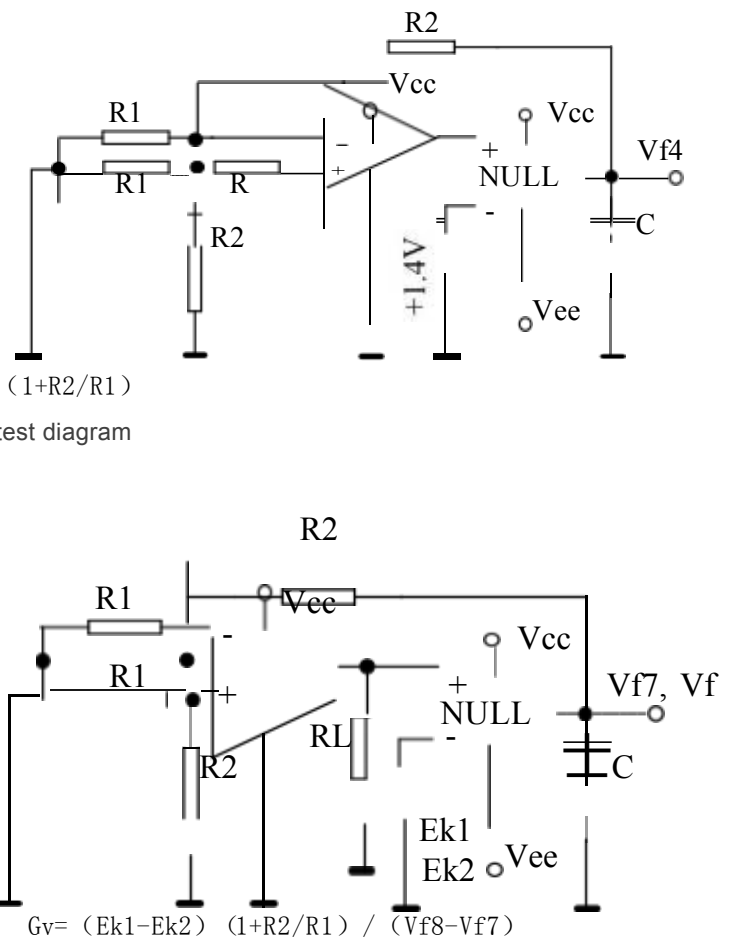 R2
Vcc
R1
Vcc
-
+
Vf4
R1
R
+
NULL
-
R2
C
+1.4V
Vee
(1+R2/R1)
test diagram
R2
R1
Vcc
-
Vcc
R1
+
+
Vf7, Vf
NULL
RL
-
R2
C
Ek1
Ek2
Vee
Gv= (Ek1-Ek2) (1+R2/R1) / (Vf8-Vf7)